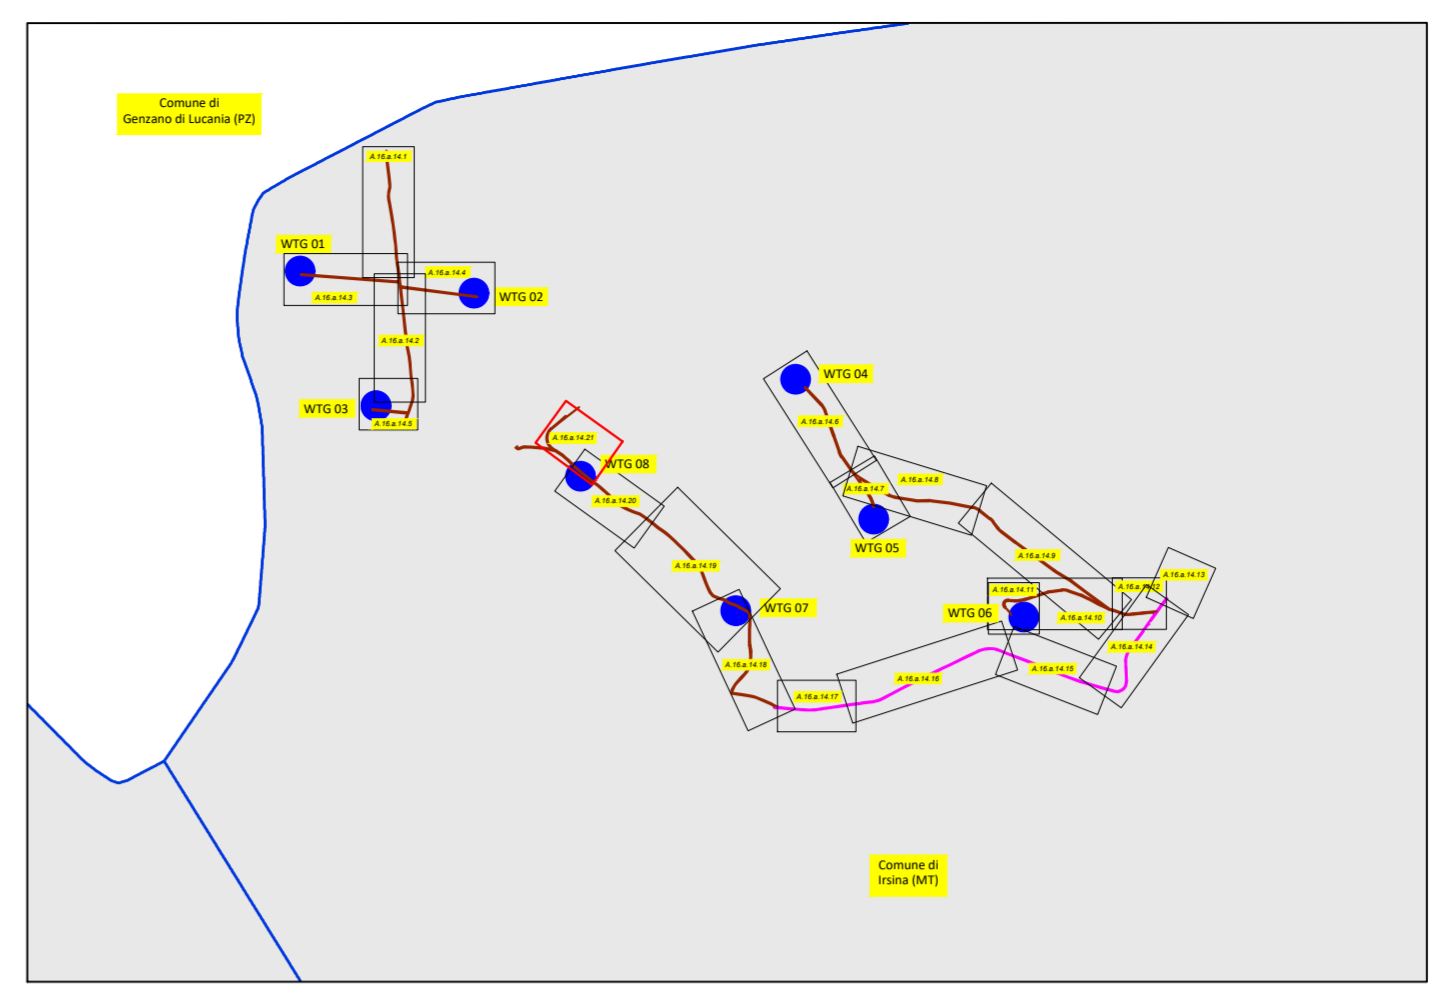 Comune di
Genzano di Lucania (PZ)
A.16.a.14.1
WTG 01
A.16.a.14.4
A.16.a.14.3
WTG 02
A.16.a.14.2
WTG 03
A.16.a.14.5
WTG 04
A.16.a.14.6
A.16.a.14.21
WTG 08
A.16.a.14.20
A.16.a.14.7
A.16.a.14.8
WTG 05
A.16.a.14.19
A.16.a.14.9
A.16.a.14.13
A.16.a.14.12
A.16.a.14.11
WTG 07
WTG 06
A.16.a.14.10
A.16.a.14.14
A.16.a.14.18
A.16.a.14.15
A.16.a.14.16
A.16.a.14.17
Comune di
Irsina (MT)